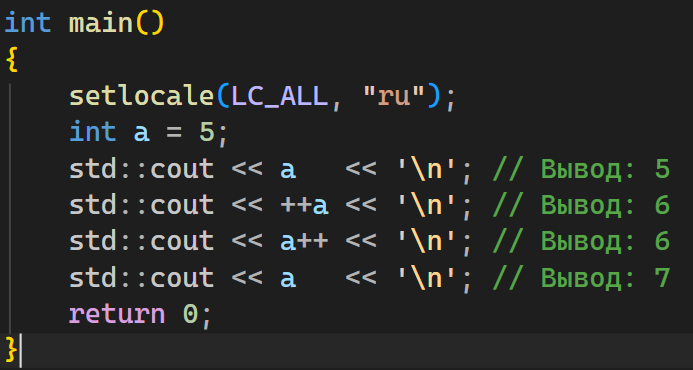 int main()
{
    setlocale(LC_ALL, "ru");
    int a = 5;
    std::cout << a   << '\n'; // Вывод: 5
    std::cout << ++a << '\n'; // Вывод: 6
    std::cout << a++ << '\n'; // Вывод: 6
    std::cout << a   << '\n'; // Вывод: 7
    return 0;
}